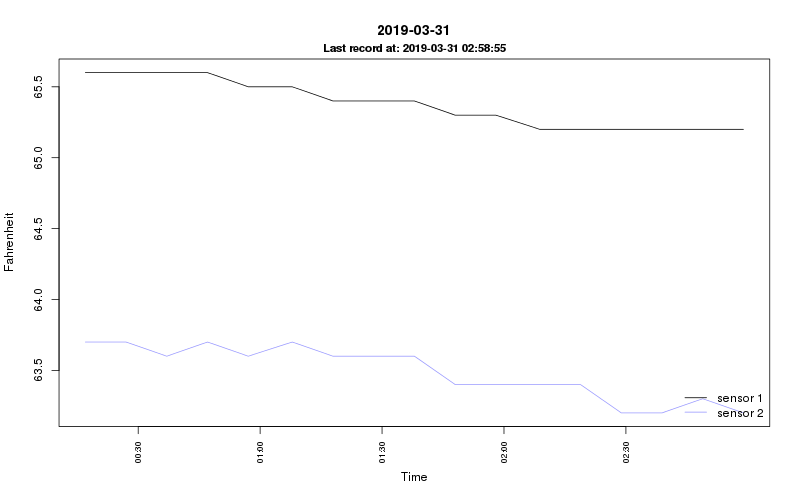 2019-03-31
Last record at: 2019-03-31 02:58:55
65.5
65.0
64.5
64.0
63.5
Fahrenheit
sensor 1
sensor 2
00:30
01:00
01:30
02:00
02:30
Time